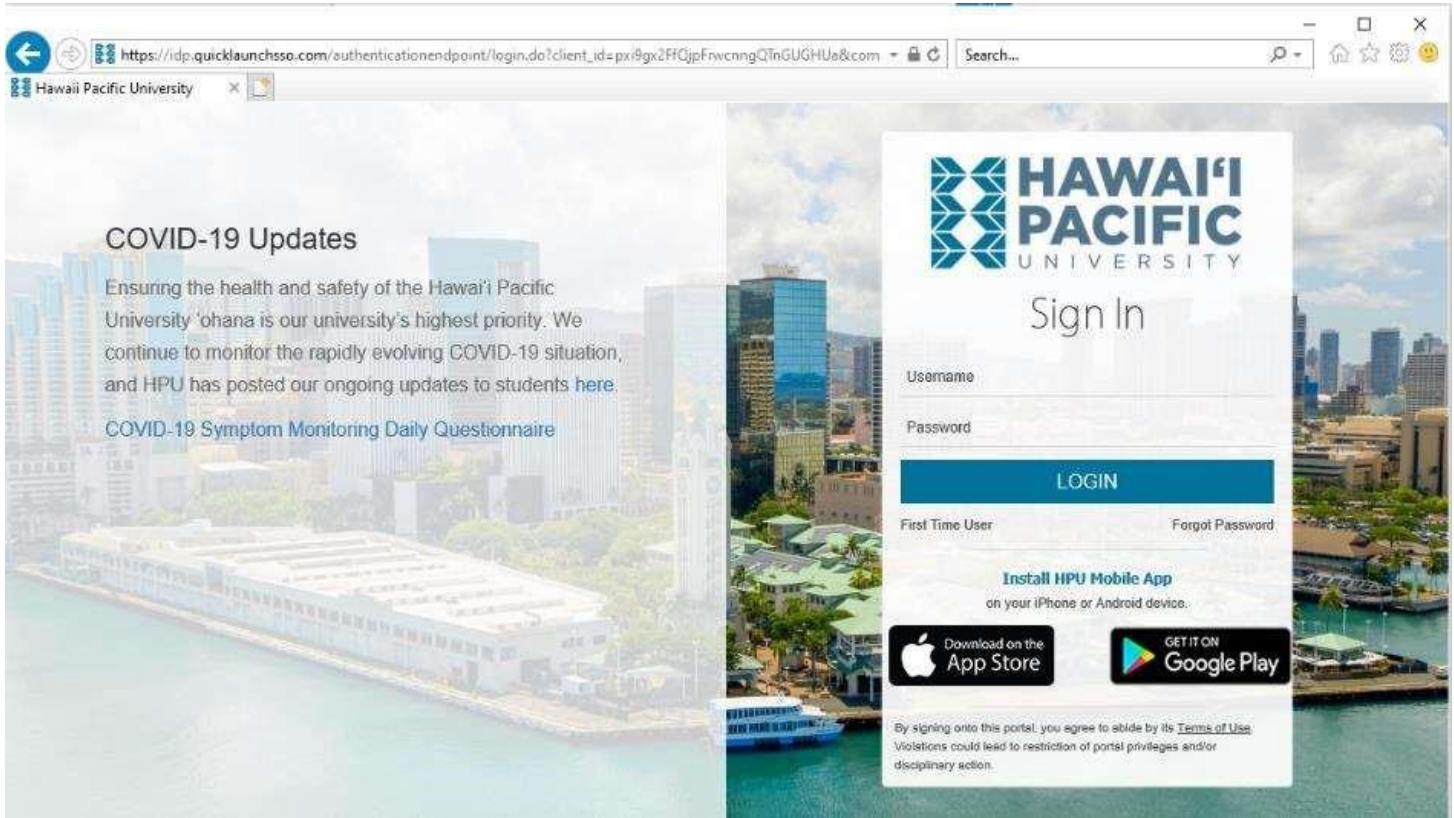 https://idp.quicklaunchsso.com/authenticationendpoint/login.do?client_id=pxi9gx2FfQjpFrwcnngQTnGUGHUa&com
Search...
Hawaii Pacific University
COVID-19 Updates
Ensuring the health and safety of the Hawai'i Pacific
University 'ohana is our university's highest priority. We
continue to monitor the rapidly evolving COVID-19 situation,
and HPU has posted our ongoing updates to students here.
COVID-19 Symptom Monitoring Daily Questionnaire
HAWAI‘I
PACIFIC
UNIVERSITY
Sign In
Username
Password
LOGIN
First Time User
Forgot Password
Install HPU Mobile App
on your iPhone or Android device.
Download on the
App Store
GET IT ON
Google Play
By signing onto this portal, you agree to abide by its Terms of Use.
Violations could lead to restriction of portal privileges and/or
disciplinary action.